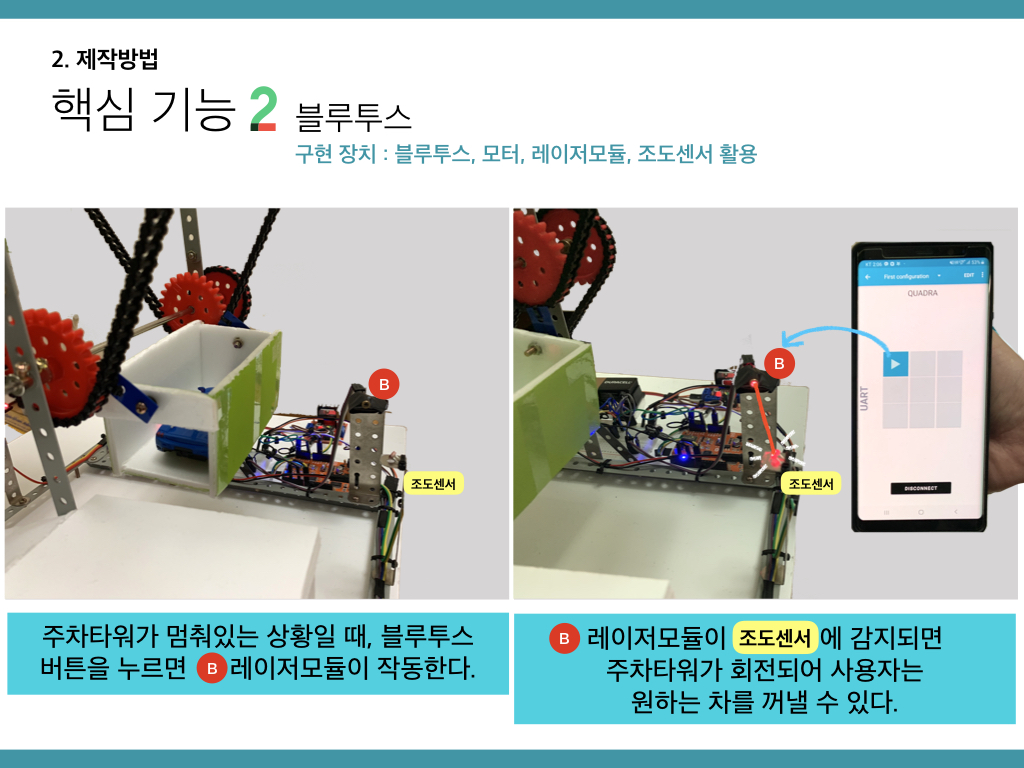 2. 제작방법
핵심 기능 2 블루투스
구현 장치 : 블루투스, 모터, 레이저모듈, 조도센서 활용
B
조도센서
DURACELL
B
조도센서
First configuration
EDIT
QUADRA
UART
DISCONNECT
주차타워가 멈춰있는 상황일 때, 블루투스
버튼을 누르면 B 레이저모듈이 작동한다.
B 레이저모듈이 조도센서 에 감지되면
주차타워가 회전되어 사용자는
원하는 차를 꺼낼 수 있다.